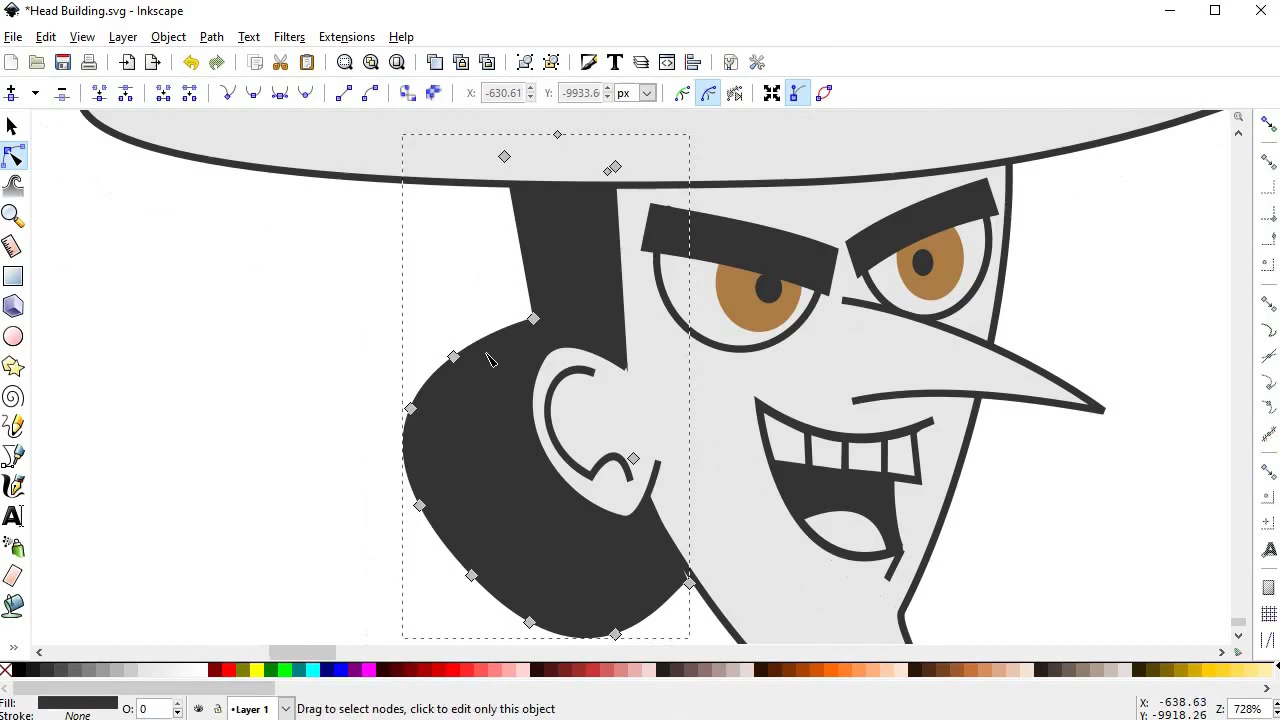 *Head Building.svg - Inkscape
File Edit View Layer Object Path Text Filters Extensions Help
X: -630.61 Y: -9933.6 px
Fill:
Stroke: None O: 0 •Layer 1 Drag to select nodes, click to edit only this object X: -638.63
Y: -9918.26 Z: 728%